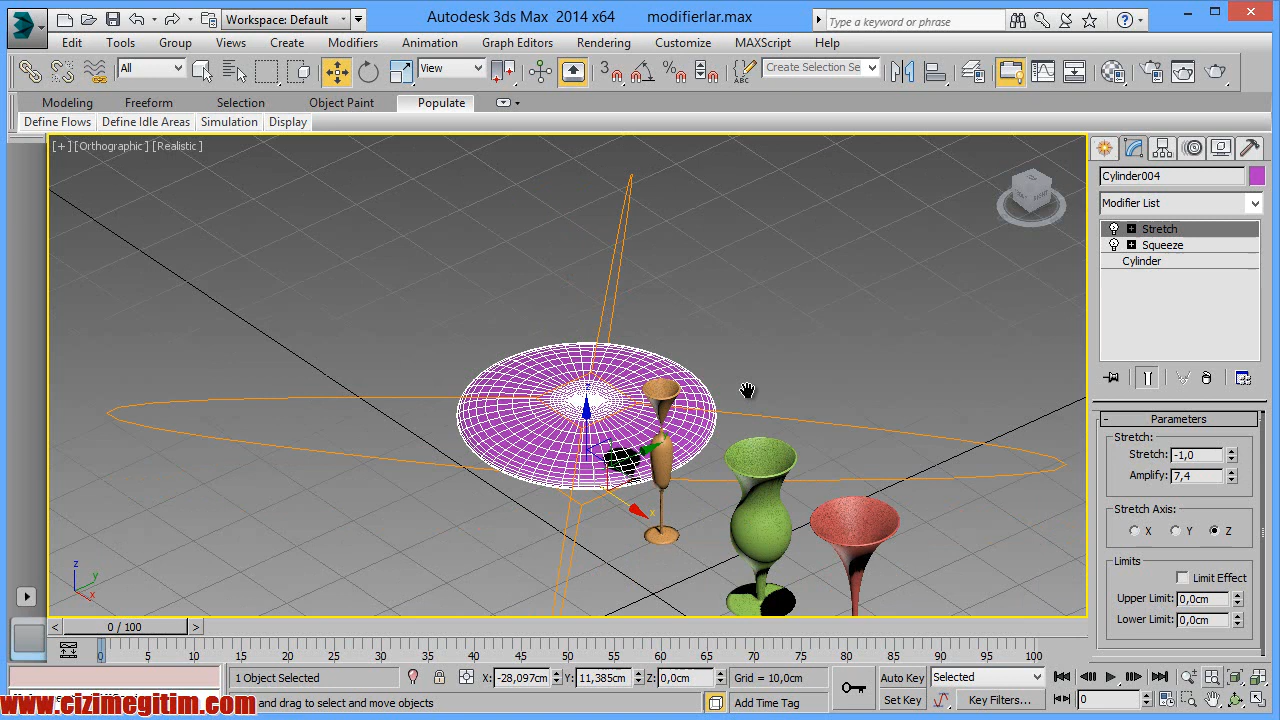 Workspace: Default
Autodesk 3ds Max 2014 x64 modifierlar.max
Type a keyword or phrase
Edit Tools Group Views Create Modifiers Animation Graph Editors Rendering Customize MAXScript Help
All
View
3
ABC
Create Selection Se
Modeling Freeform Selection Object Paint Populate
Define Flows Define Idle Areas Simulation Display
[+] [Orthographic] [Realistic]
Cylinder004
Modifier List
Stretch
Squeeze
Cylinder
Parameters
Stretch:
Stretch: -1,0
Amplify: 7,4
Stretch Axis:
X Y Z
Limits
Limit Effect
Upper Limit: 0,0cm
Lower Limit: 0,0cm
x
z
y
x
0 / 100
0 5 10 15 20 25 30 35 40 45 50 55 60 65 70 75 80 85 90 95 100
1 Object Selected
X: -28,097cm Y: 11,385cm Z: 0,0cm
Grid = 10,0cm
Auto Key Selected
www.cizimegitim.com
and drag to select and move objects
Add Time Tag
Set Key Key Filters... 0